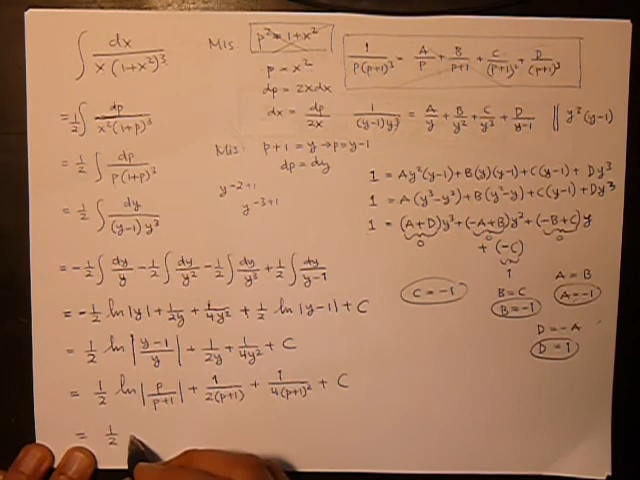 ∫ dx / x(1+x²)³
Mis: p² = 1+x²
p = x²
dp = 2xdx
dx = dp / 2x
1 / p(p+1)³ = A/p + B/p+1 + C/(p+1)² + D/(p+1)³
1 / (y-1)y³ = A/y + B/y² + C/y³ + D/y-1 || y³(y-1)
= 1/2 ∫ dp / x²(1+p)³
= 1/2 ∫ dp / p(1+p)³
Mis: p+1 = y → p = y-1
dp = dy
y⁻²⁺¹
y⁻³⁺¹
= 1/2 ∫ dy / (y-1) y³
1 = Ay²(y-1) + B(y)(y-1) + C(y-1) + Dy³
1 = A(y³-y²) + B(y²-y) + C(y-1) + Dy³
1 = (A+D)y³ + (-A+B)y² + (-B+C)y
0 0 0
+ (-C)
1
C = -1
B = C
B = -1
A = B
A = -1
D = -A
D = 1
= -1/2 ∫ dy/y - 1/2 ∫ dy/y² - 1/2 ∫ dy/y³ + 1/2 ∫ dy/y-1
= -1/2 ln|y| + 1/2y + 1/4y² + 1/2 ln|y-1| + C
= 1/2 ln |y-1 / y| + 1/2y + 1/4y² + C
= 1/2 ln |p / p+1| + 1/2(p+1) + 1/4(p+1)² + C
= 1/2